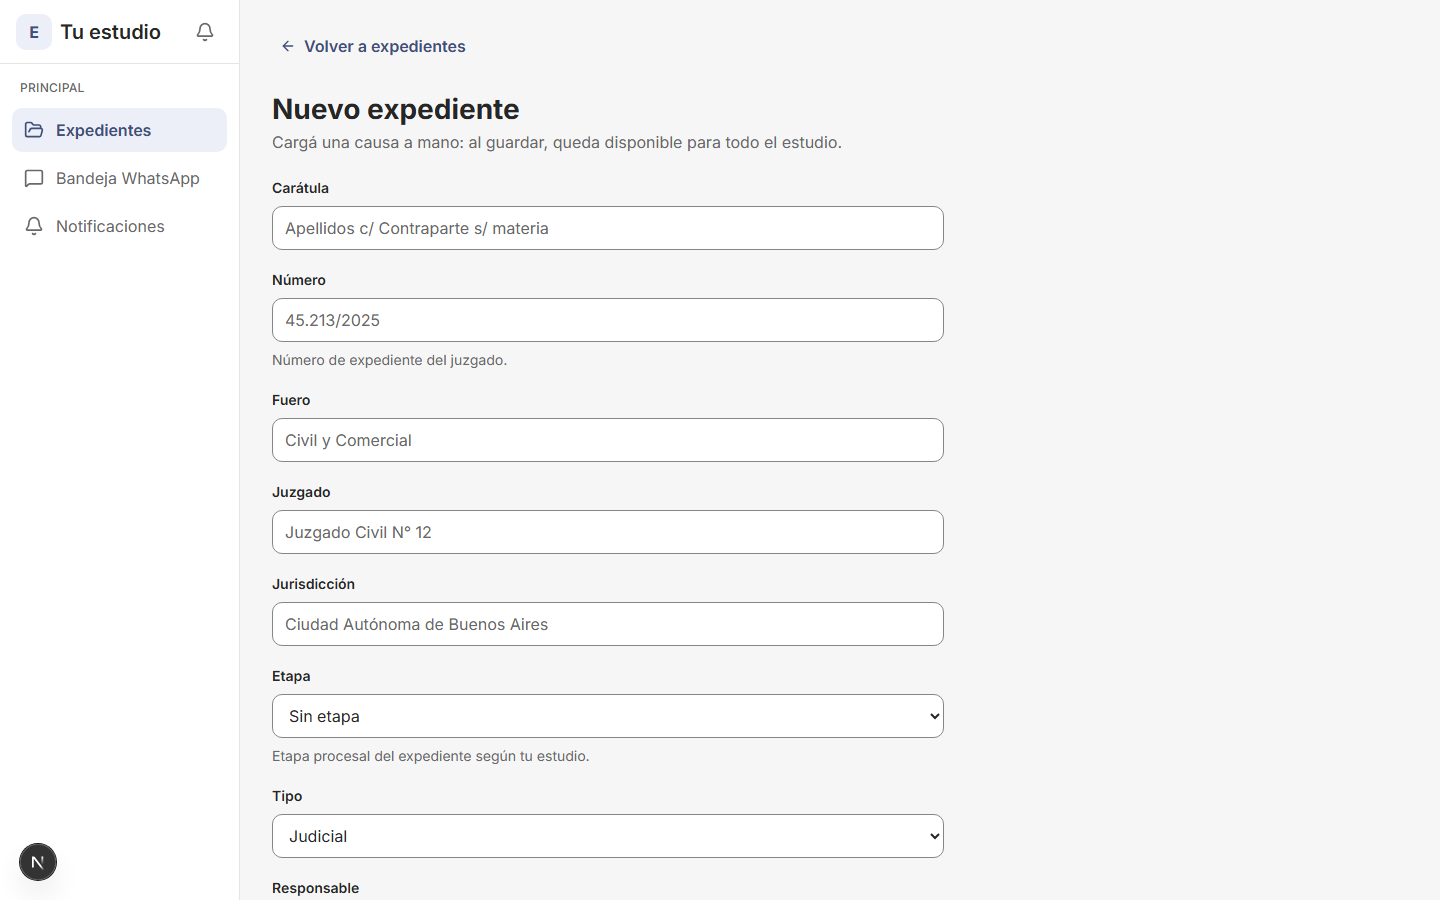 E Tu estudio
PRINCIPAL
Expedientes
Bandeja WhatsApp
Notificaciones
N
Volver a expedientes
Nuevo expediente
Cargá una causa a mano: al guardar, queda disponible para todo el estudio.
Carátula
Apellidos c/ Contraparte s/ materia
Número
45.213/2025
Número de expediente del juzgado.
Fuero
Civil y Comercial
Juzgado
Juzgado Civil N° 12
Jurisdicción
Ciudad Autónoma de Buenos Aires
Etapa
Sin etapa
Etapa procesal del expediente según tu estudio.
Tipo
Judicial
Responsable